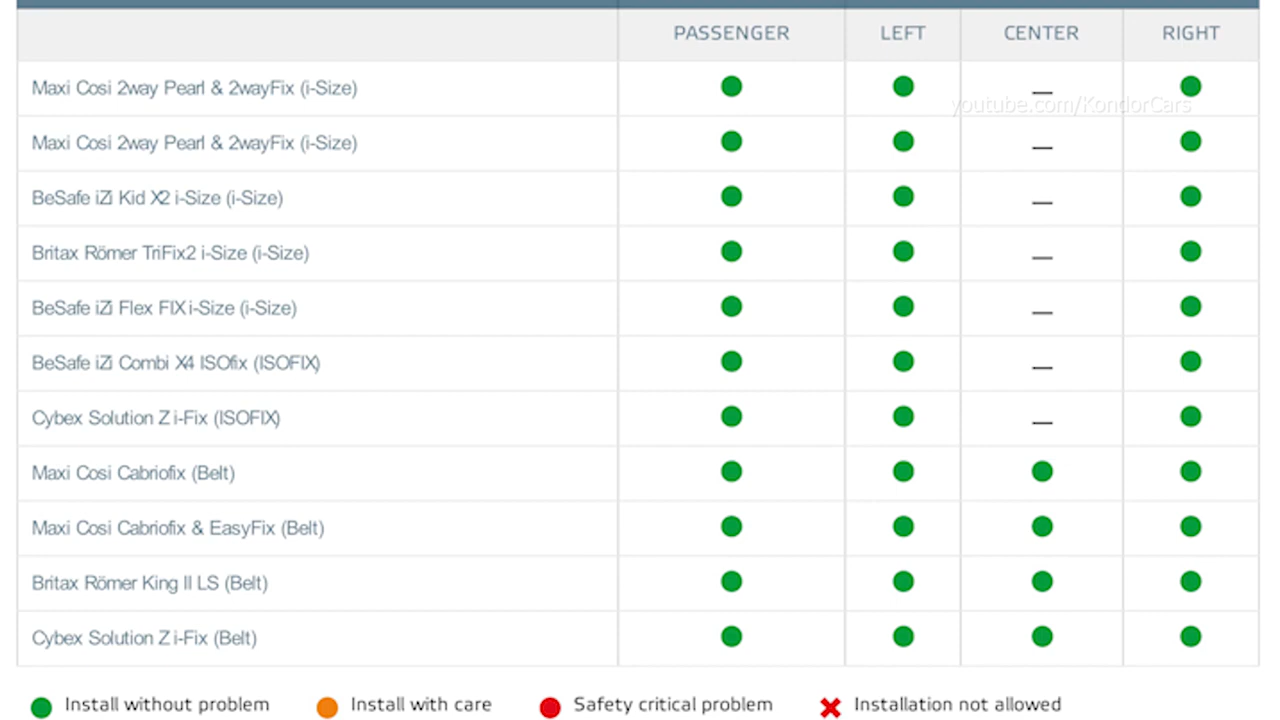 PASSENGER LEFT CENTER RIGHT
Maxi Cosi 2way Pearl & 2wayFix (i-Size) —
youtube.com/KondorCars
Maxi Cosi 2way Pearl & 2wayFix (i-Size) —
BeSafe iZi Kid X2 i-Size (i-Size) —
Britax Römer TriFix2 i-Size (i-Size) —
BeSafe iZi Flex FIX i-Size (i-Size) —
BeSafe iZi Combi X4 ISOfix (ISOFIX) —
Cybex Solution Z i-Fix (ISOFIX) —
Maxi Cosi Cabriofix (Belt)
Maxi Cosi Cabriofix & EasyFix (Belt)
Britax Römer King II LS (Belt)
Cybex Solution Z i-Fix (Belt)
Install without problem Install with care Safety critical problem Installation not allowed